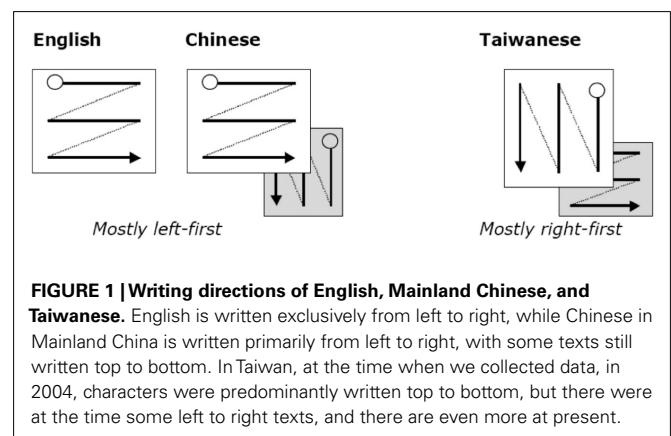 English Chinese Taiwanese
Mostly left-first Mostly right-first
FIGURE 1 | Writing directions of English, Mainland Chinese, and
Taiwanese. English is written exclusively from left to right, while Chinese in
Mainland China is written primarily from left to right, with some texts still
written top to bottom. In Taiwan, at the time when we collected data, in
2004, characters were predominantly written top to bottom, but there were
at the time some left to right texts, and there are even more at present.